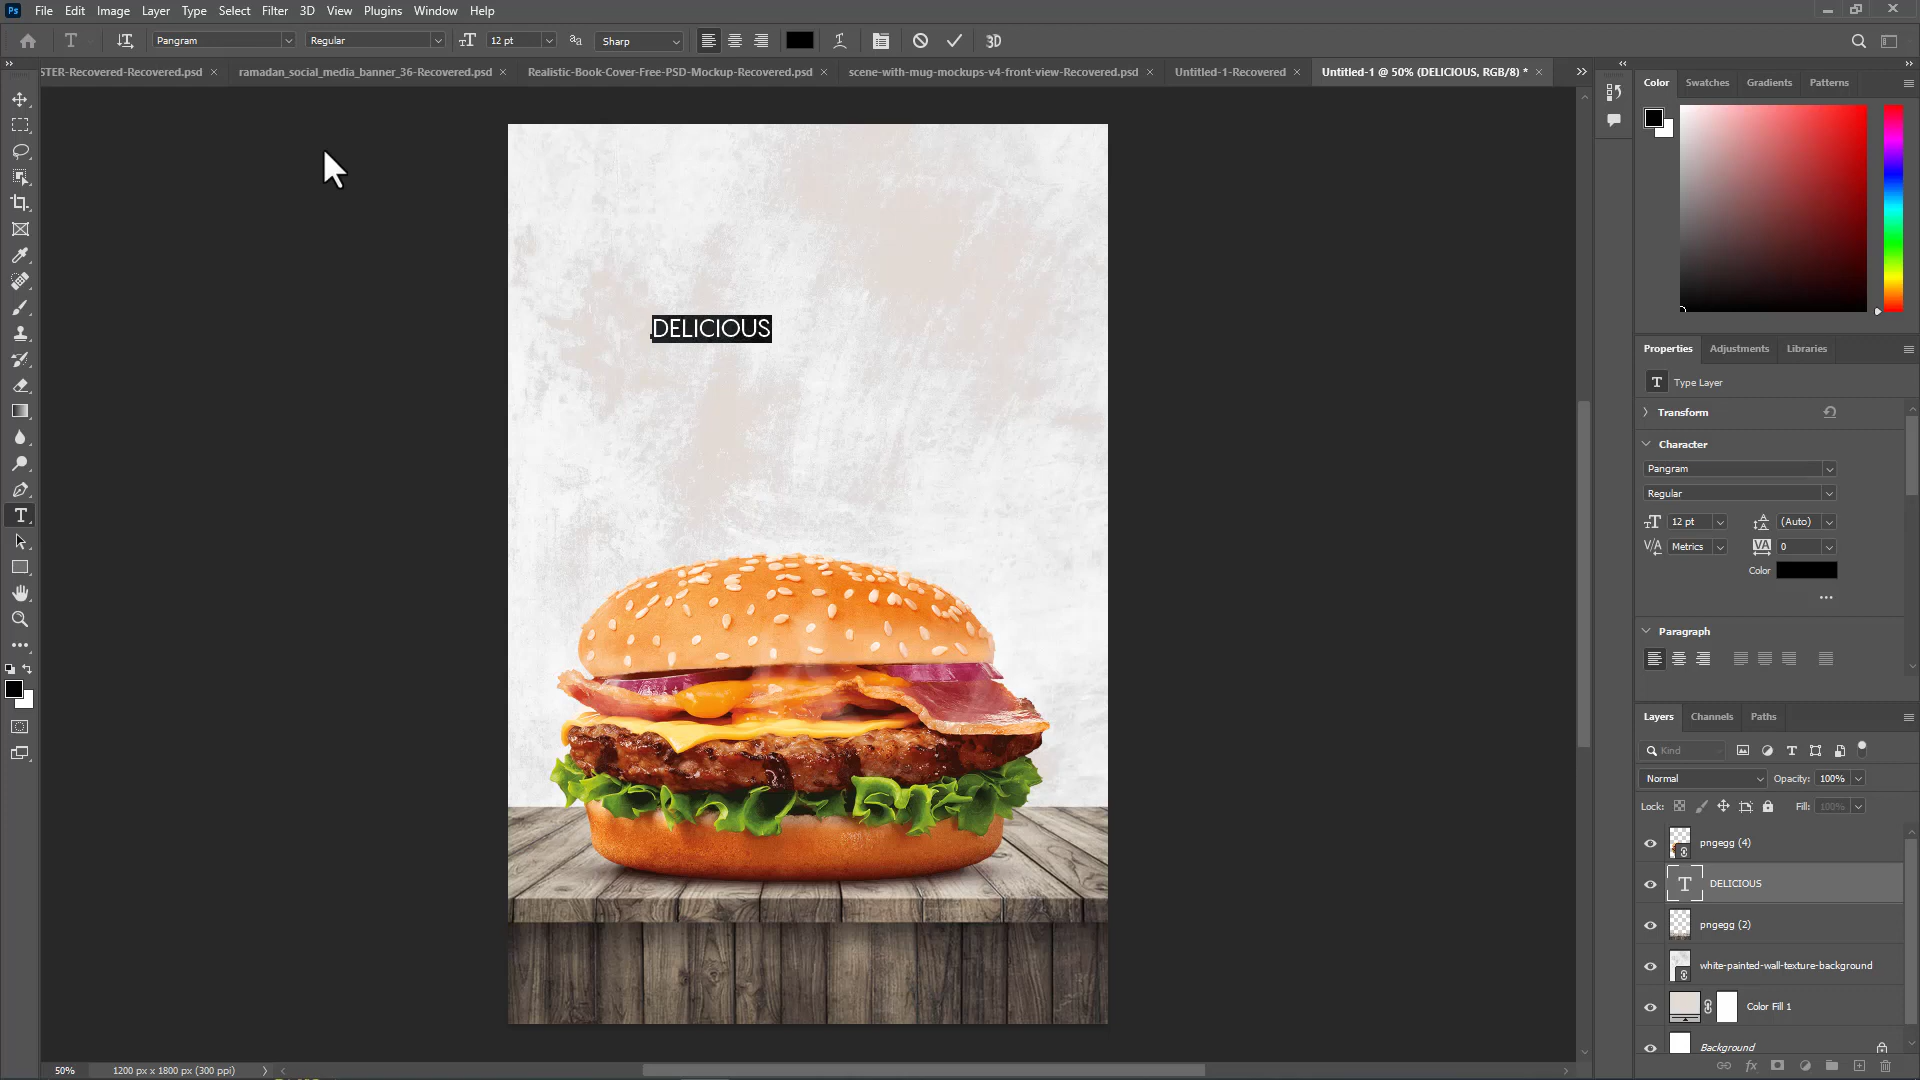 Ps File Edit Image Layer Type Select Filter 3D View Plugins Window Help
T Pangram Regular 12 pt Sharp 3D
STER-Recovered-Recovered.psd × ramadan_social_media_banner_36-Recovered.psd × Realistic-Book-Cover-Free-PSD-Mockup-Recovered.psd × scene-with-mug-mockups-v4-front-view-Recovered.psd × Untitled-1-Recovered × Untitled-1 @ 50% (DELICIOUS, RGB/8) * ×
Color Swatches Gradients Patterns
DELICIOUS
Properties Adjustments Libraries
T Type Layer
Transform
Character
Pangram
Regular
12 pt (Auto)
Metrics 0
Color
Paragraph
Layers Channels Paths
Kind
Normal Opacity: 100%
Lock: Fill: 100%
pngegg (4)
T DELICIOUS
pngegg (2)
white-painted-wall-texture-background
Color Fill 1
Background
50% 1200 px x 1800 px (300 ppi)